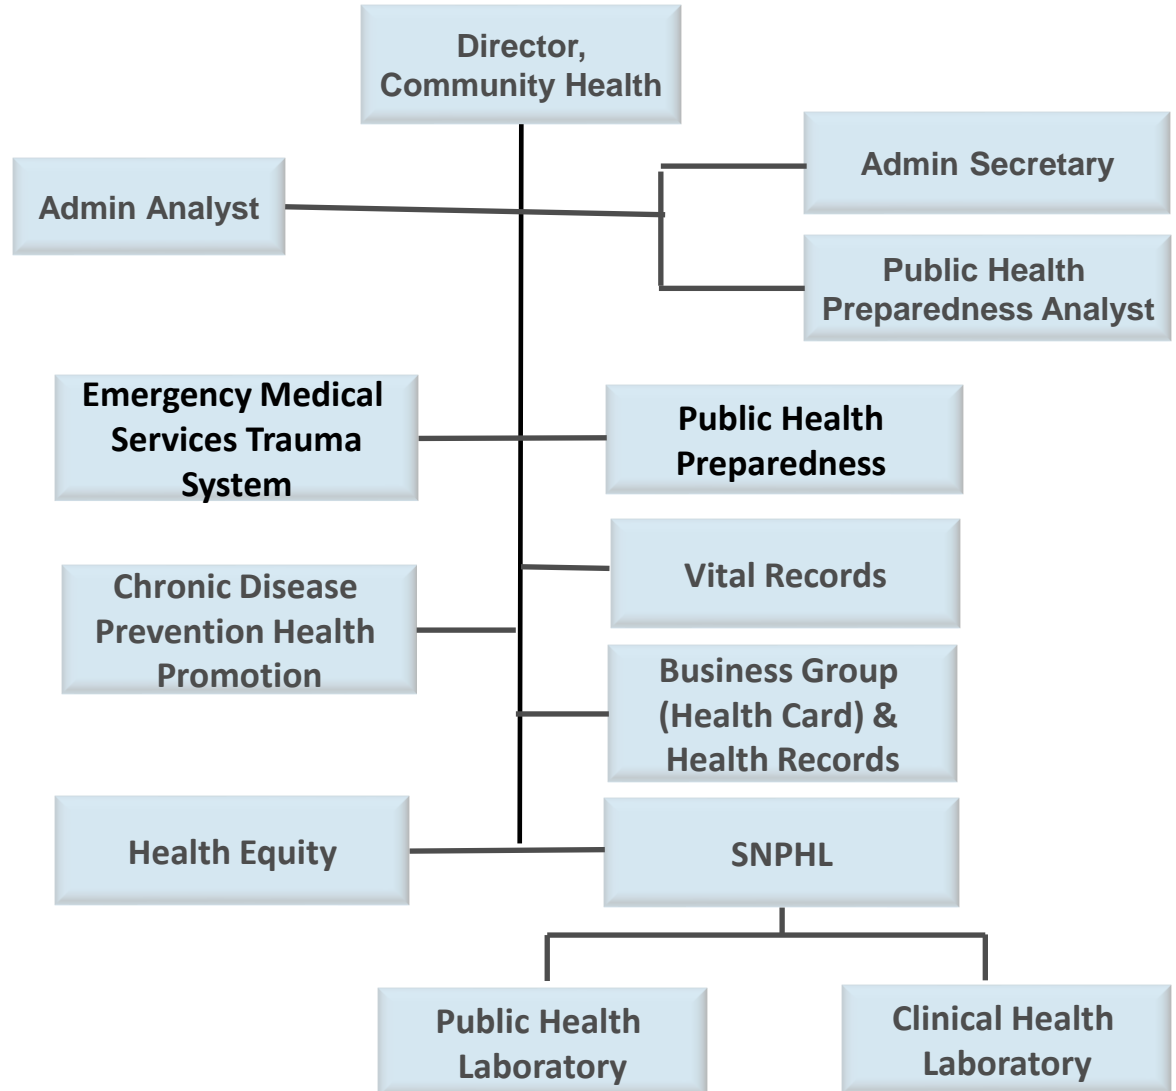 Director,
Community Health
Admin Analyst
Admin Secretary
Public Health
Preparedness Analyst
Emergency Medical
Services Trauma
System
Public Health
Preparedness
Vital Records
Chronic Disease
Prevention Health
Promotion
Business Group
(Health Card) &
Health Records
Health Equity
SNPHL
Public Health
Laboratory
Clinical Health
Laboratory